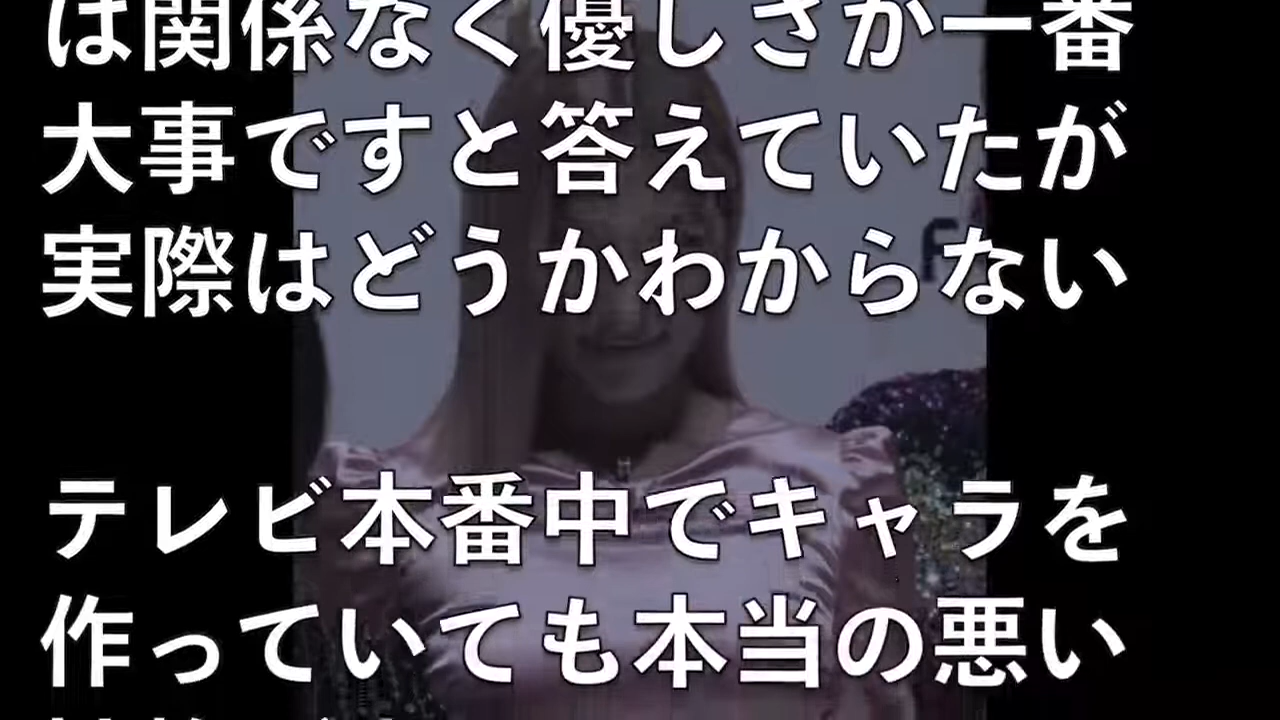 は関係なく優しさが一番
大事ですと答えていたが
実際はどうかわからない
テレビ本番中でキャラを
作っていても本当の悪い